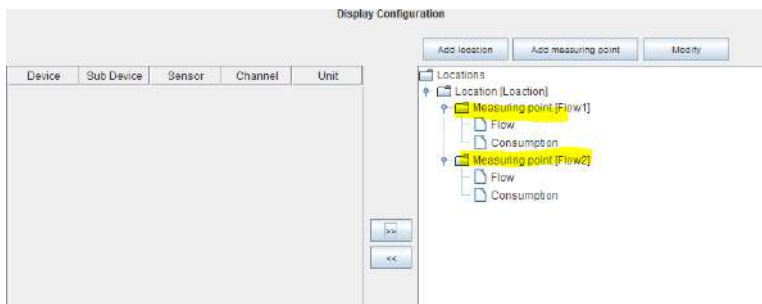 Display Configuration
Add location Add measuring point Modify
Device Sub Device Sensor Channel Unit
Locations
Location [Loaction]
Measuring point [Flow1]
Flow
Consumption
Measuring point [Flow2]
Flow
Consumption
>>
<<